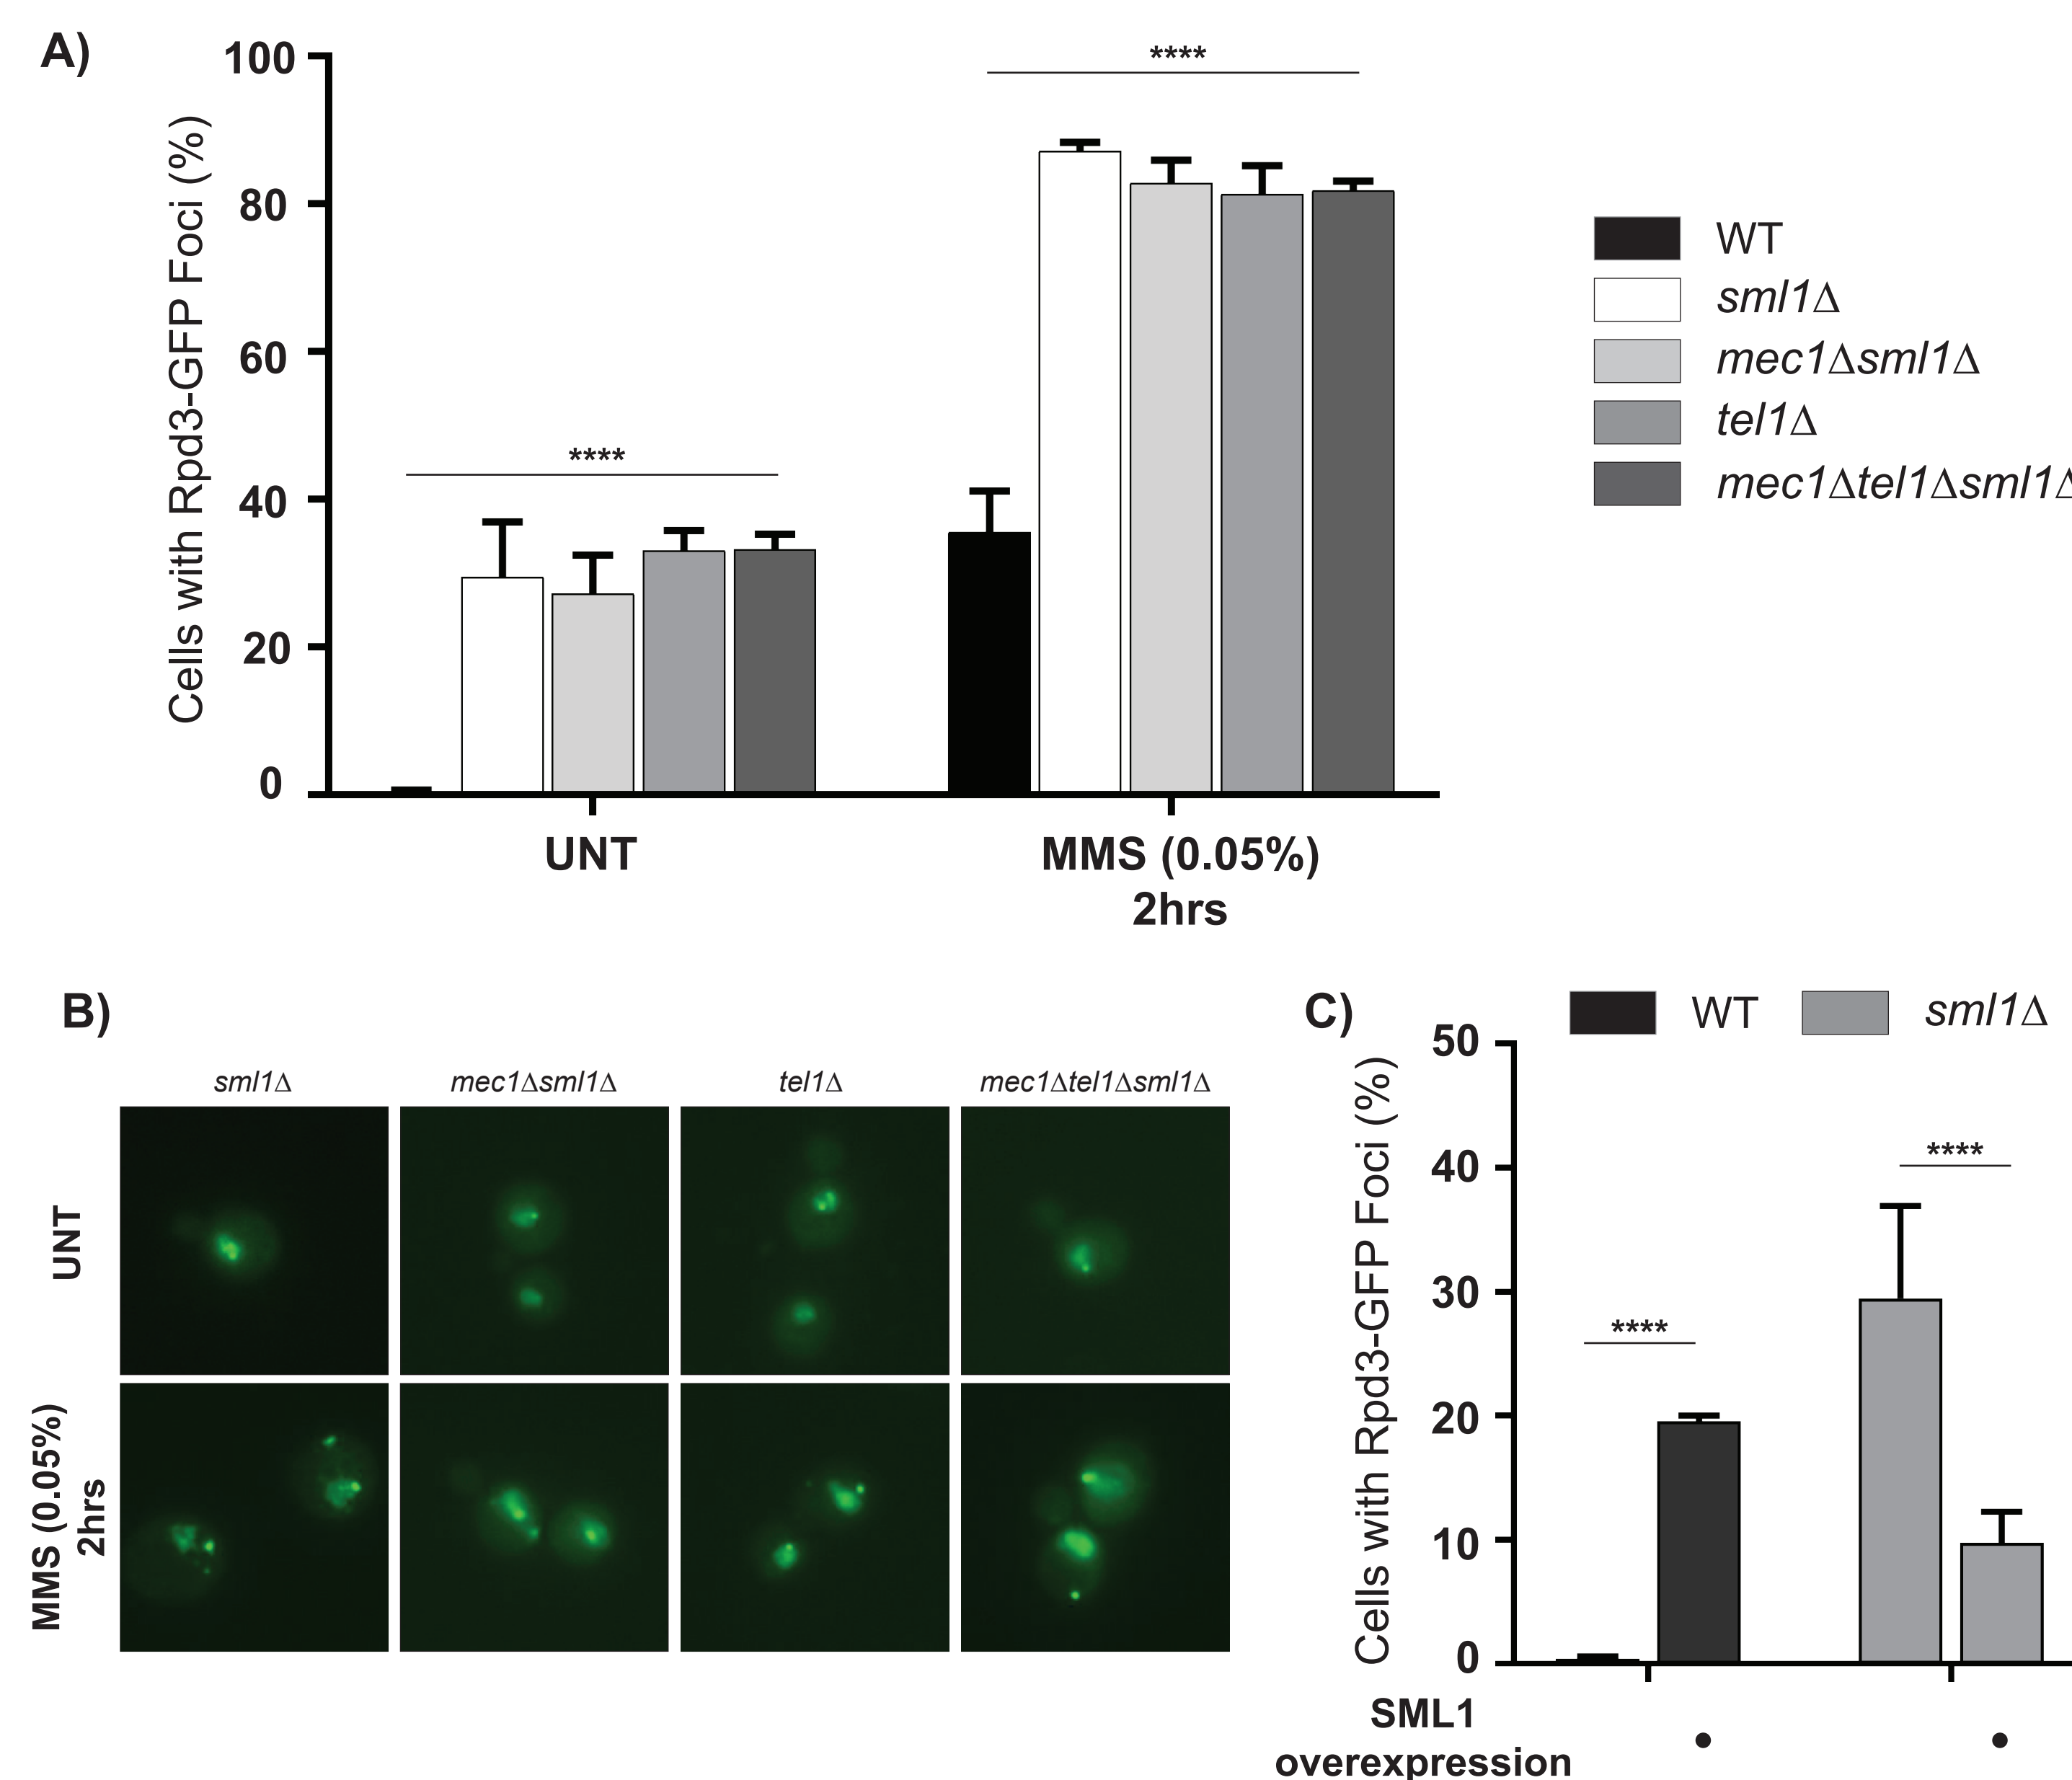 A)
Cells with Rpd3-GFP Foci (%)
100
80
60
40
20
0
****
****
UNT
MMS (0.05%)
2hrs
WT
sml1Δ
mec1Δsml1Δ
tel1Δ
mec1Δtel1Δsml1Δ
B)
sml1Δ
mec1Δsml1Δ
tel1Δ
mec1Δtel1Δsml1Δ
UNT
MMS (0.05%)
2hrs
C)
WT
sml1Δ
Cells with Rpd3-GFP Foci (%)
50
40
30
20
10
0
****
****
SML1
overexpression